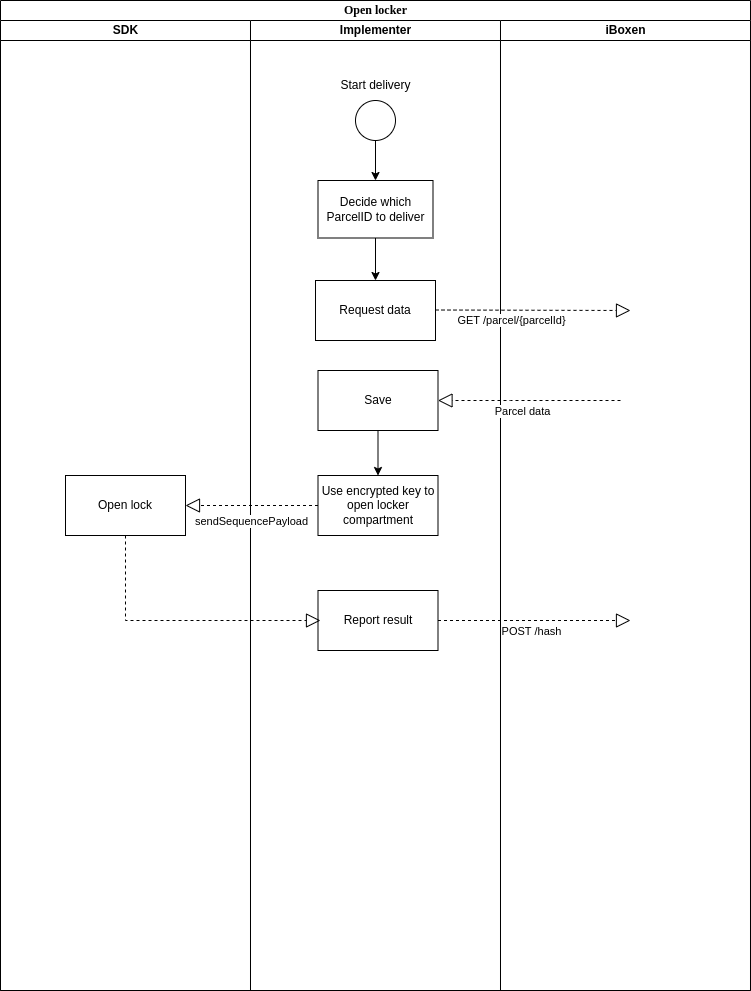 Open locker
SDK
Implementer
iBoxen
Start delivery
Decide which
ParcelID to deliver
Request data
GET /parcel/{parcelId}
Save
Parcel data
Open lock
sendSequencePayload
Use encrypted key to
open locker
compartment
Report result
POST /hash